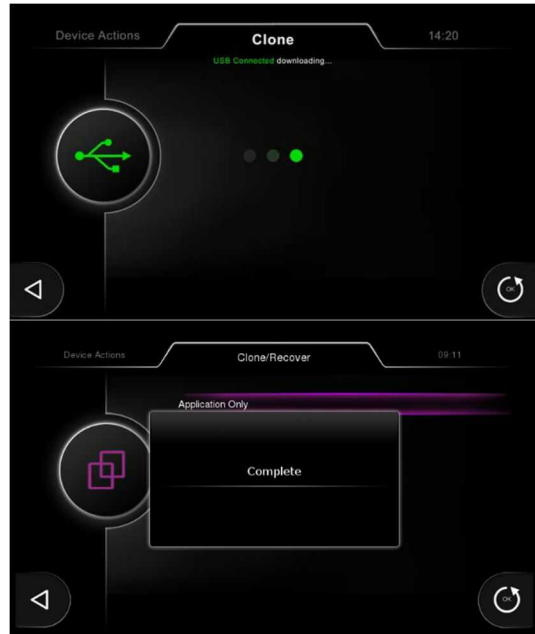 Device Actions
Clone
14:20
USB Connected downloading...
OK
Device Actions
Clone/Recover
09:11
Application Only
Complete
OK